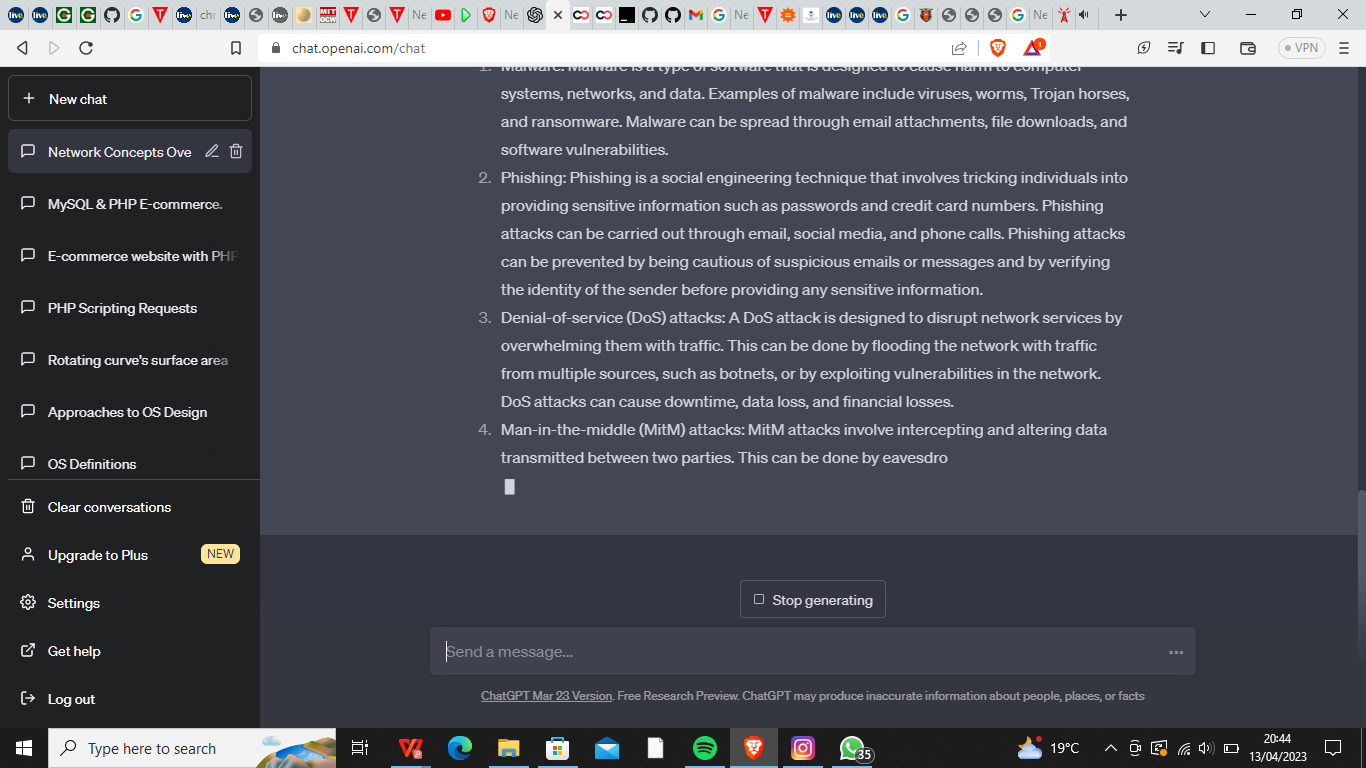 chr
Ne
Ne
Ne
Ne
chat.openai.com/chat
1
VPN
New chat
Network Concepts Ove
MySQL & PHP E-commerce.
E-commerce website with PHP
PHP Scripting Requests
Rotating curve's surface area
Approaches to OS Design
OS Definitions
Clear conversations
Upgrade to Plus NEW
Settings
Get help
Log out
1. Malware: Malware is a type of software that is designed to cause harm to computer
systems, networks, and data. Examples of malware include viruses, worms, Trojan horses,
and ransomware. Malware can be spread through email attachments, file downloads, and
software vulnerabilities.
2. Phishing: Phishing is a social engineering technique that involves tricking individuals into
providing sensitive information such as passwords and credit card numbers. Phishing
attacks can be carried out through email, social media, and phone calls. Phishing attacks
can be prevented by being cautious of suspicious emails or messages and by verifying
the identity of the sender before providing any sensitive information.
3. Denial-of-service (DoS) attacks: A DoS attack is designed to disrupt network services by
overwhelming them with traffic. This can be done by flooding the network with traffic
from multiple sources, such as botnets, or by exploiting vulnerabilities in the network.
DoS attacks can cause downtime, data loss, and financial losses.
4. Man-in-the-middle (MitM) attacks: MitM attacks involve intercepting and altering data
transmitted between two parties. This can be done by eavesdro
Stop generating
Send a message...
ChatGPT Mar 23 Version. Free Research Preview. ChatGPT may produce inaccurate information about people, places, or facts
Type here to search
35
19°C
20:44
13/04/2023